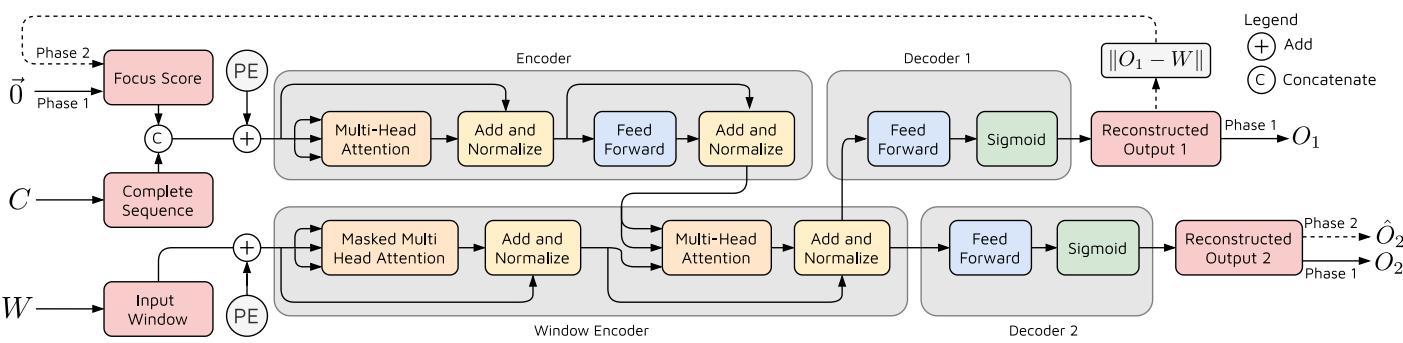 Phase 2
0⃗
Phase 1
Focus Score
PE
C
C
Complete
Sequence
Encoder
Multi-Head
Attention
Add and
Normalize
Feed
Forward
Add and
Normalize
Decoder 1
Feed
Forward
Sigmoid
‖O₁ − W‖
Reconstructed
Output 1
Phase 1
O₁
Legend
+ Add
C Concatenate
W
Input
Window
PE
Masked Multi
Head Attention
Add and
Normalize
Multi-Head
Attention
Add and
Normalize
Window Encoder
Feed
Forward
Sigmoid
Decoder 2
Reconstructed
Output 2
Phase 2
Ô₂
Phase 1
O₂